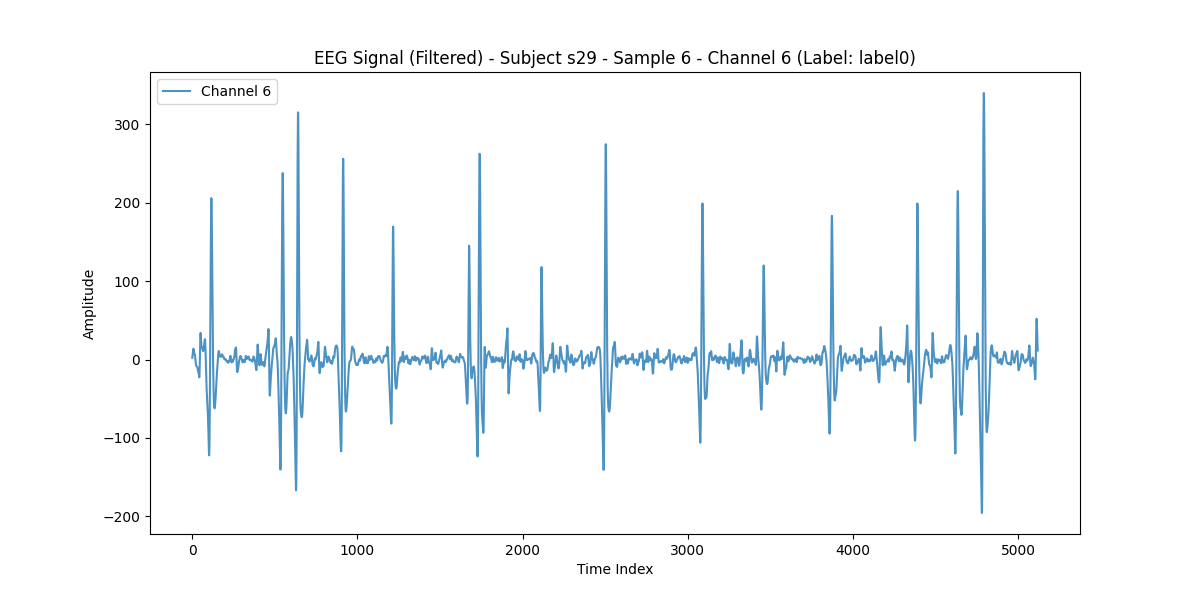 EEG Signal (Filtered) - Subject s29 - Sample 6 - Channel 6 (Label: label0)
Channel 6
Amplitude
300
200
100
0
−100
−200
0 1000 2000 3000 4000 5000
Time Index